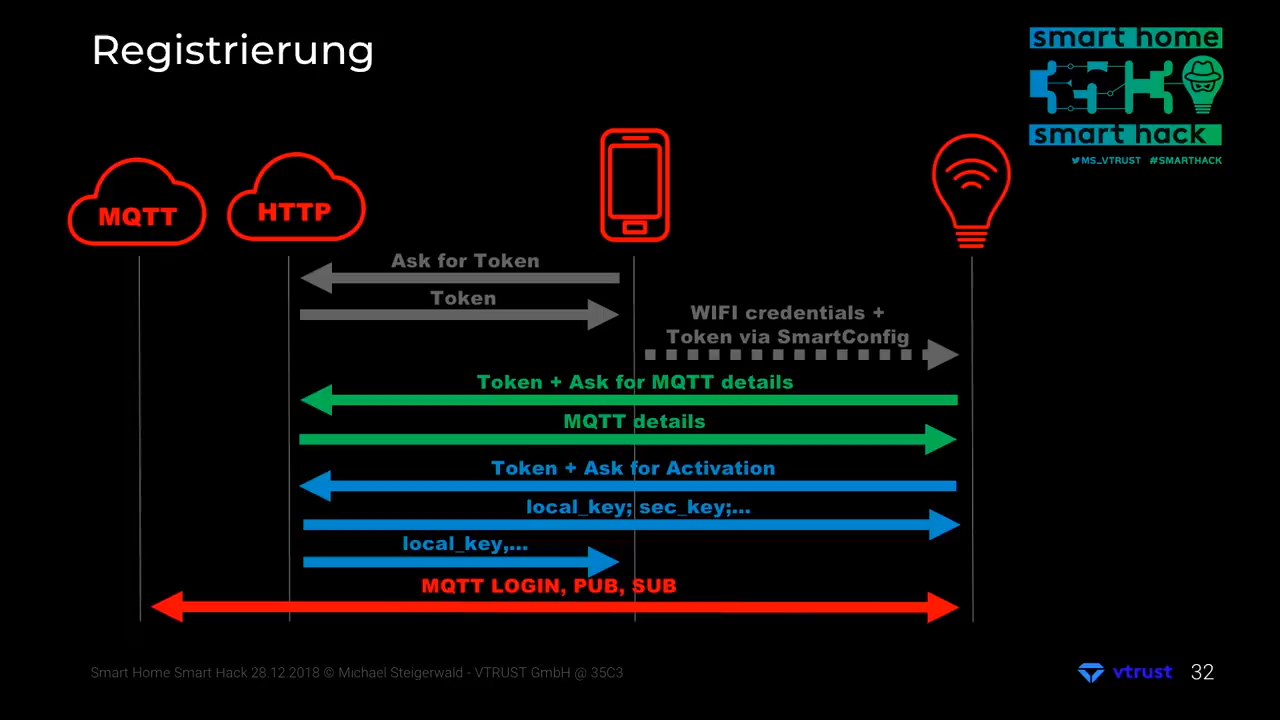 Registrierung
smart home
smart hack
MS_VTRUST #SMARTHACK
MQTT
HTTP
Ask for Token
Token
WIFI credentials +
Token via SmartConfig
Token + Ask for MQTT details
MQTT details
Token + Ask for Activation
local_key; sec_key;...
local_key,...
MQTT LOGIN, PUB, SUB
Smart Home Smart Hack 28.12.2018 © Michael Steigerwald - VTRUST GmbH @ 35C3
vtrust
32